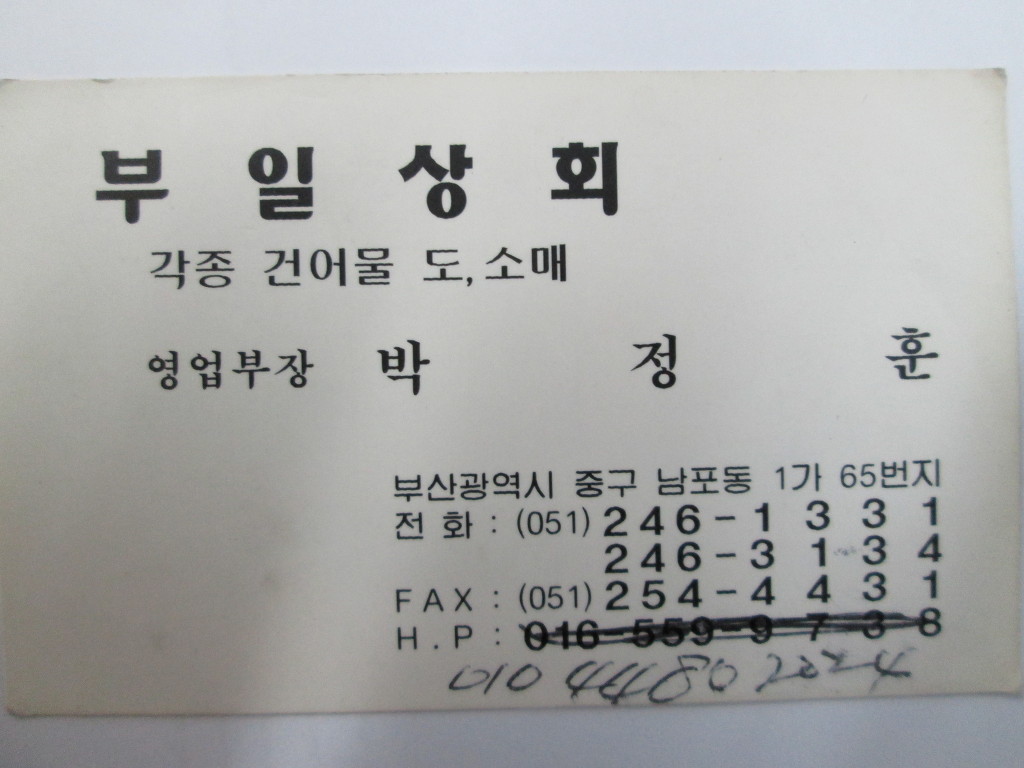 부일상회
각종 건어물 도,소매
영업부장 박 정 훈
부산광역시 중구 남포동 1가 65번지
전 화 : (051) 246-1331
246-3134
FAX : (051) 254-4431
H.P : 016-559-9738
010 4480